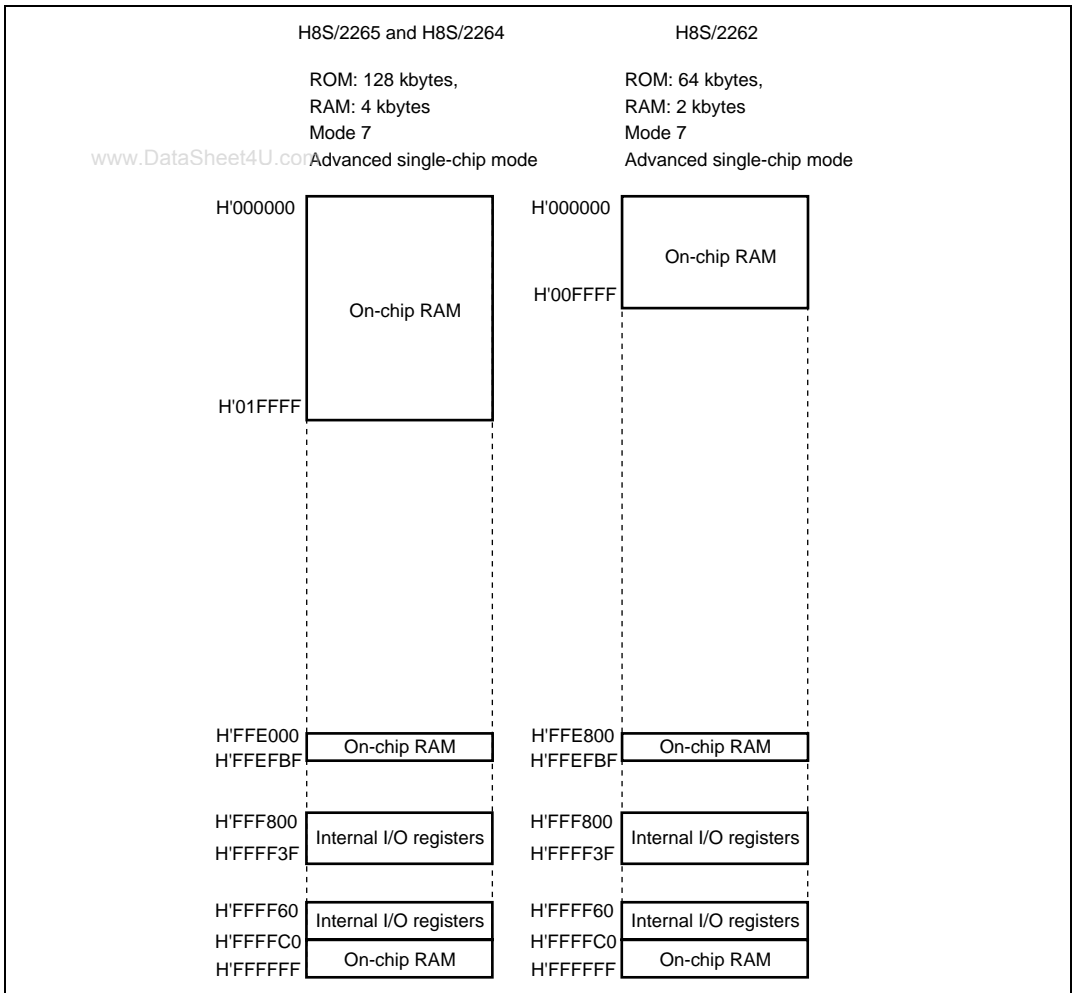 H8S/2265 and H8S/2264
ROM: 128 kbytes,
RAM: 4 kbytes
Mode 7
Advanced single-chip mode
H8S/2262
ROM: 64 kbytes,
RAM: 2 kbytes
Mode 7
Advanced single-chip mode
www.DataSheet4U.com
H'000000
On-chip RAM
H'01FFFF
H'FFE000
On-chip RAM
H'FFEFBF
H'FFF800
Internal I/O registers
H'FFFF3F
H'FFFF60
Internal I/O registers
H'FFFFC0
On-chip RAM
H'FFFFFF
H'000000
On-chip RAM
H'00FFFF
H'FFE800
On-chip RAM
H'FFEFBF
H'FFF800
Internal I/O registers
H'FFFF3F
H'FFFF60
Internal I/O registers
H'FFFFC0
On-chip RAM
H'FFFFFF